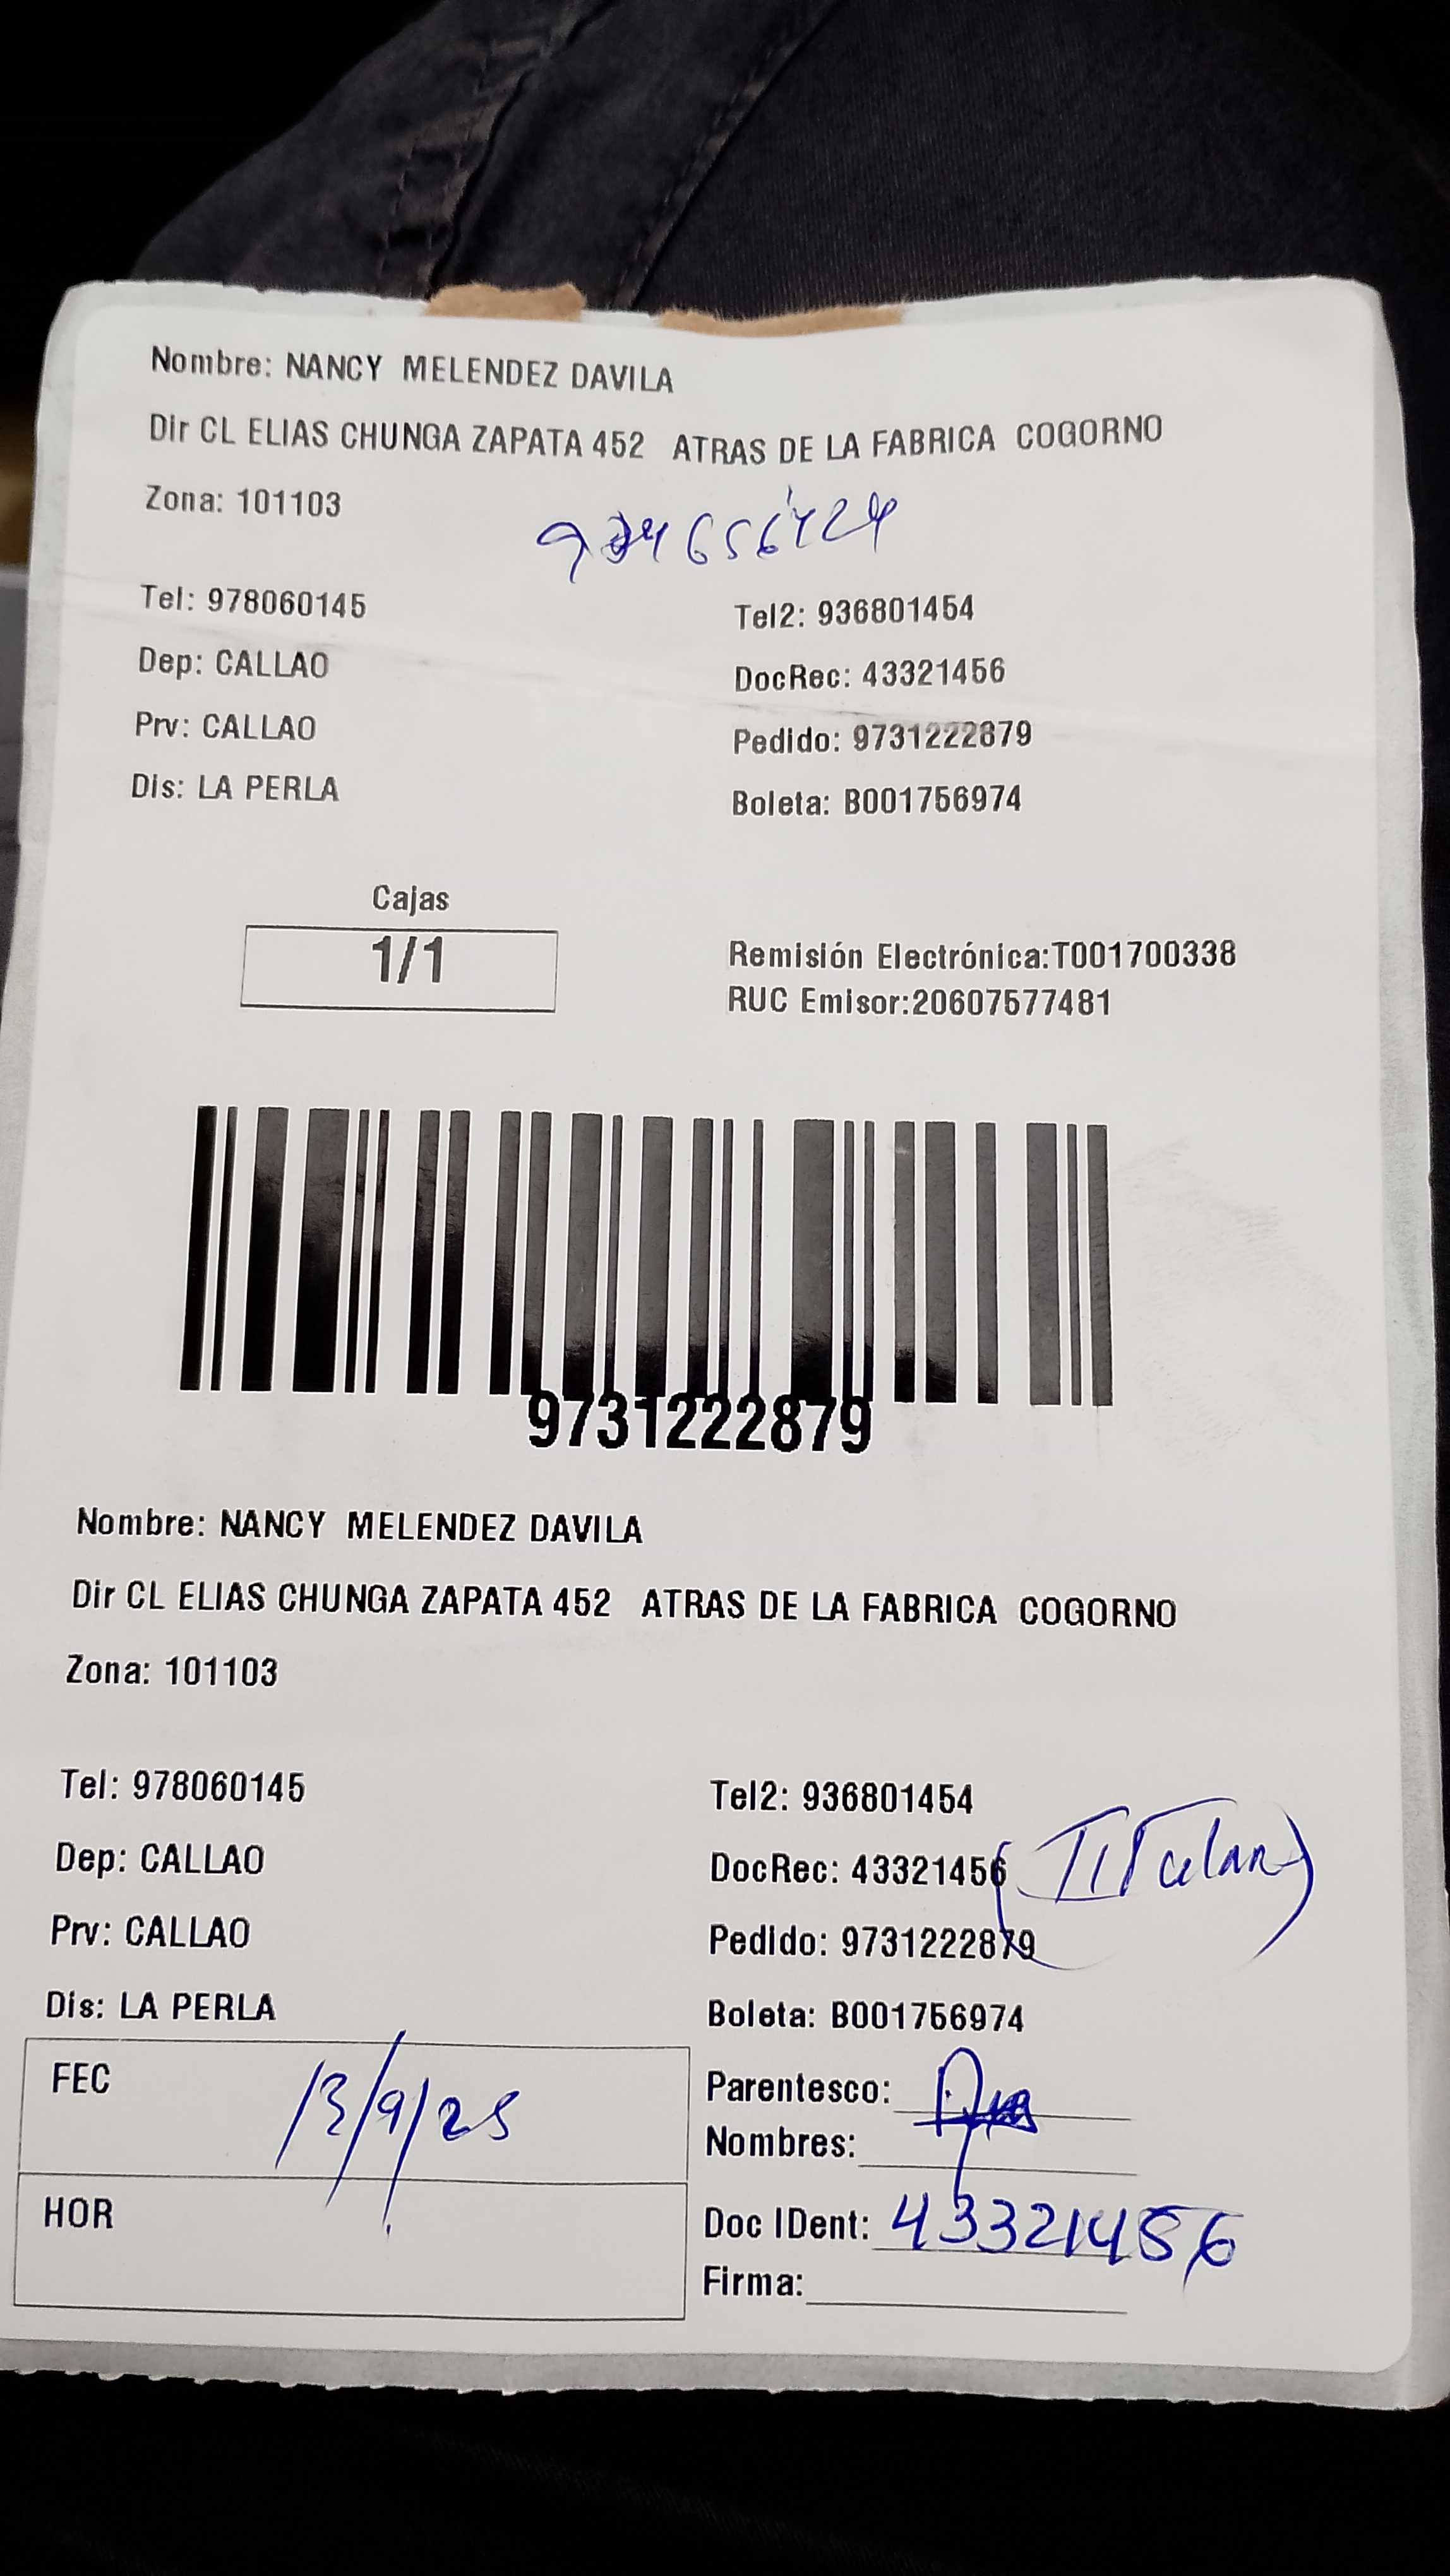 Nombre: NANCY MELENDEZ DAVILA
Dir CL ELIAS CHUNGA ZAPATA 452 ATRAS DE LA FABRICA COGORNO
Zona: 101103
Tel: 978060145 Tel2: 936801454
Dep: CALLAO DocRec: 43321456
Prv: CALLAO Pedido: 9731222879
Dis: LA PERLA Boleta: B001756974
Cajas
1/1
Remisión Electrónica:T001700338
RUC Emisor:20607577481
9731222879
Nombre: NANCY MELENDEZ DAVILA
Dir CL ELIAS CHUNGA ZAPATA 452 ATRAS DE LA FABRICA COGORNO
Zona: 101103
Tel: 978060145 Tel2: 936801454
Dep: CALLAO DocRec: 43321456 (TITular)
Prv: CALLAO Pedido: 9731222879
Dis: LA PERLA Boleta: B001756974
FEC 13/9/25 Parentesco:
Nombres:
HOR Doc IDent: 43321456
Firma: